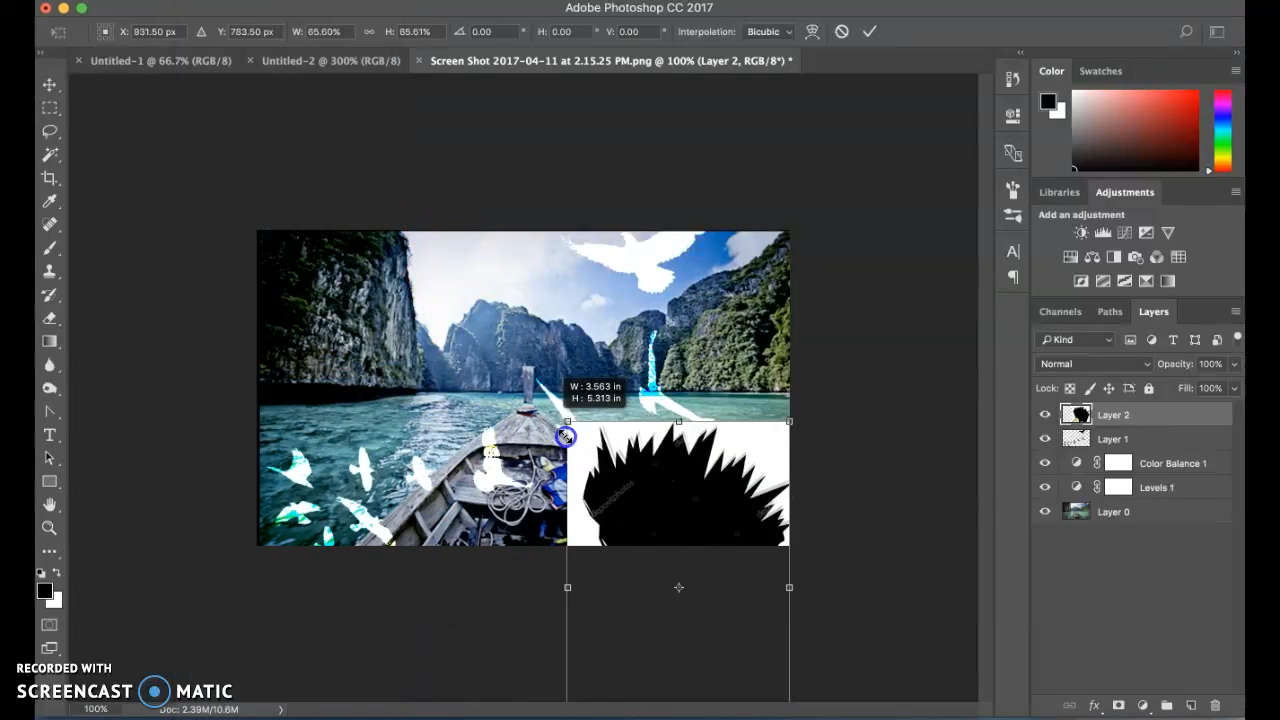 Adobe Photoshop CC 2017
X: 931.50 px Y: 783.50 px W: 65.60% H: 65.61% 0.00 ° H: 0.00 ° V: 0.00 ° Interpolation: Bicubic
× Untitled-1 @ 66.7% (RGB/8) × Untitled-2 @ 300% (RGB/8) × Screen Shot 2017-04-11 at 2.15.25 PM.png @ 100% (Layer 2, RGB/8*) *
Color Swatches
Libraries Adjustments
Add an adjustment
Channels Paths Layers
Kind
Normal Opacity: 100%
Lock: Fill: 100%
W : 3.563 in
H : 5.313 in
Layer 2
Layer 1
Color Balance 1
Levels 1
Layer 0
depositphotos
RECORDED WITH
SCREENCAST MATIC
100% Doc: 2.39M/10.6M